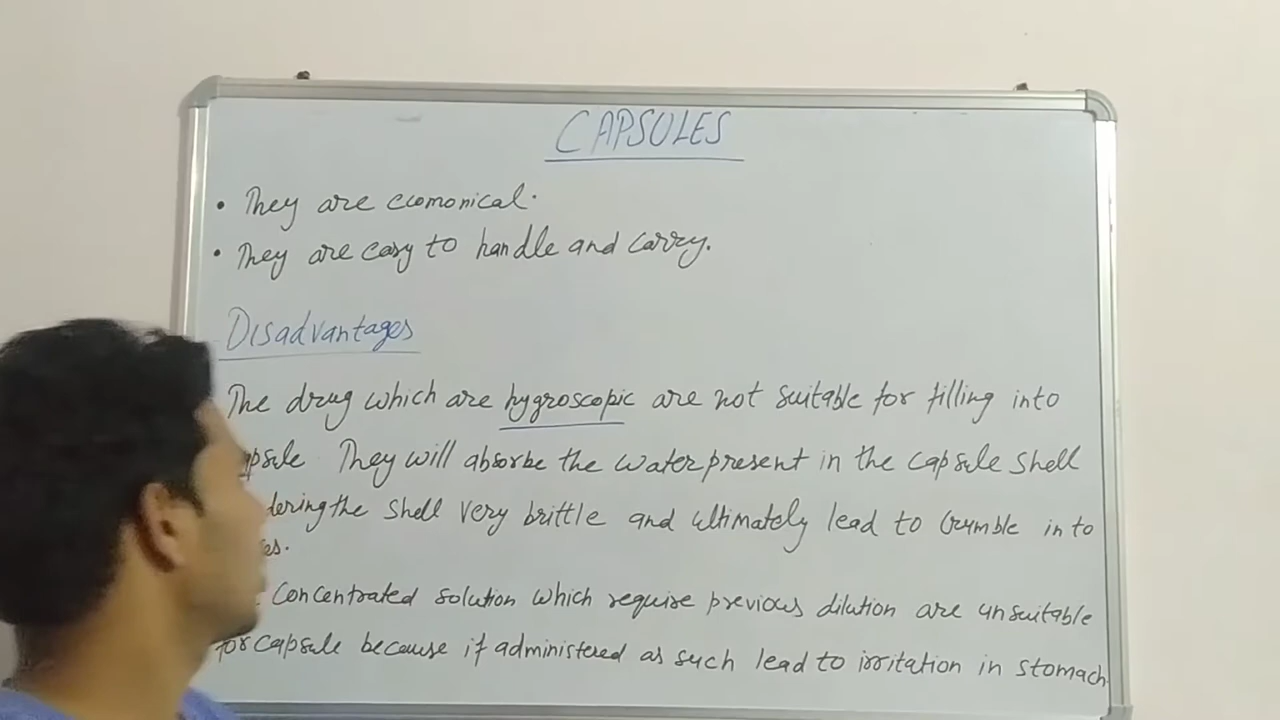 CAPSULES
• They are ecomonical.
• They are easy to handle and carry.
Disadvantages
The drug which are hygroscopic are not suitable for filling into
They will absorbe the water present in the capsule shell
the shell very brittle and ultimately lead to crumble in to
concentrated solution which require previous dilution are unsuitable
for capsule because if administered as such lead to irritation in stomach